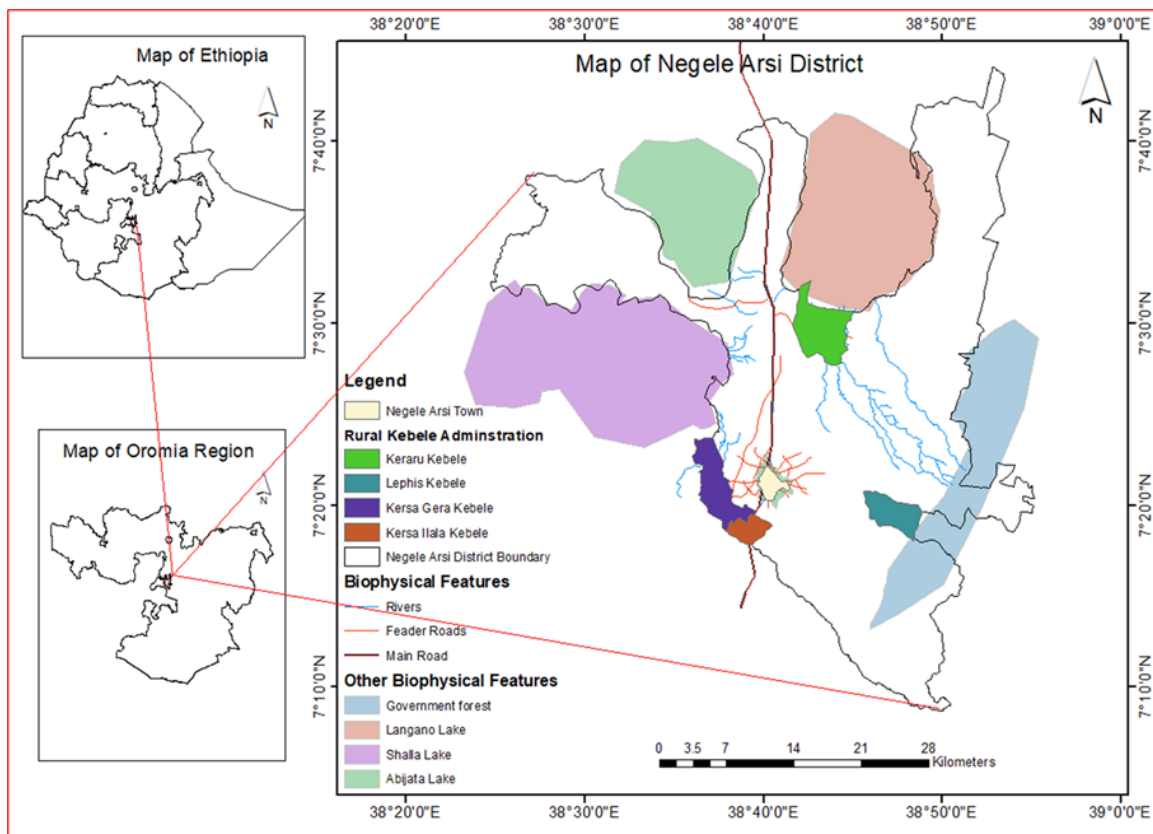 Map of Ethiopia
N
Map of Oromia Region
N
38°20'0"E 38°30'0"E 38°40'0"E 38°50'0"E 39°0'0"E
Map of Negele Arsi District
N
7°40'0"N 7°40'0"N
7°30'0"N 7°30'0"N
7°20'0"N 7°20'0"N
7°10'0"N 7°10'0"N
Legend
Negele Arsi Town
Rural Kebele Adminstration
Keraru Kebele
Lephis Kebele
Kersa Gera Kebele
Kersa Ilala Kebele
Negele Arsi District Boundary
Biophysical Features
Rivers
Feader Roads
Main Road
Other Biophysical Features
Government forest
Langano Lake
Shalla Lake
Abijata Lake
0 3.5 7 14 21 28
Kilometers
38°20'0"E 38°30'0"E 38°40'0"E 38°50'0"E 39°0'0"E